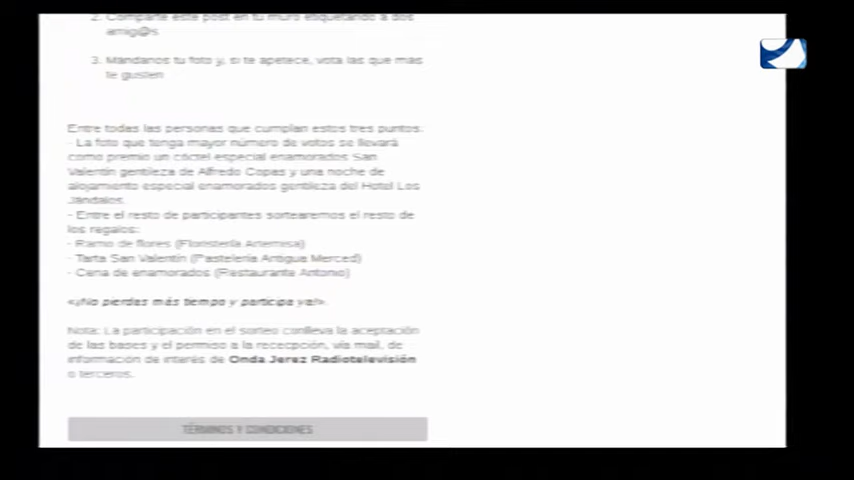 2. Comparte este post en tu muro etiquetando a dos
amig@s
3. Mándanos tu foto y, si te apetece, vota las que más
te gusten
Entre todas las personas que cumplan estos tres puntos:
- La foto que tenga mayor número de votos se llevará
como premio un cóctel especial enamorados San
Valentín gentileza de Alfredo Copas y una noche de
alojamiento especial enamorados gentileza del Hotel Los
Jándalos.
- Entre el resto de participantes sortearemos el resto de
los regalos:
- Ramo de flores (Floristería Artemisa)
- Tarta San Valentín (Pastelería Antigua Merced)
- Cena de enamorados (Restaurante Antonio)
<¡No pierdas más tiempo y participa ya!>
Nota: La participación en el sorteo conlleva la aceptación
de las bases y el permiso a la rececpción, vía mail, de
información de interés de Onda Jerez Radiotelevisión
o terceros.
TÉRMINOS Y CONDICIONES